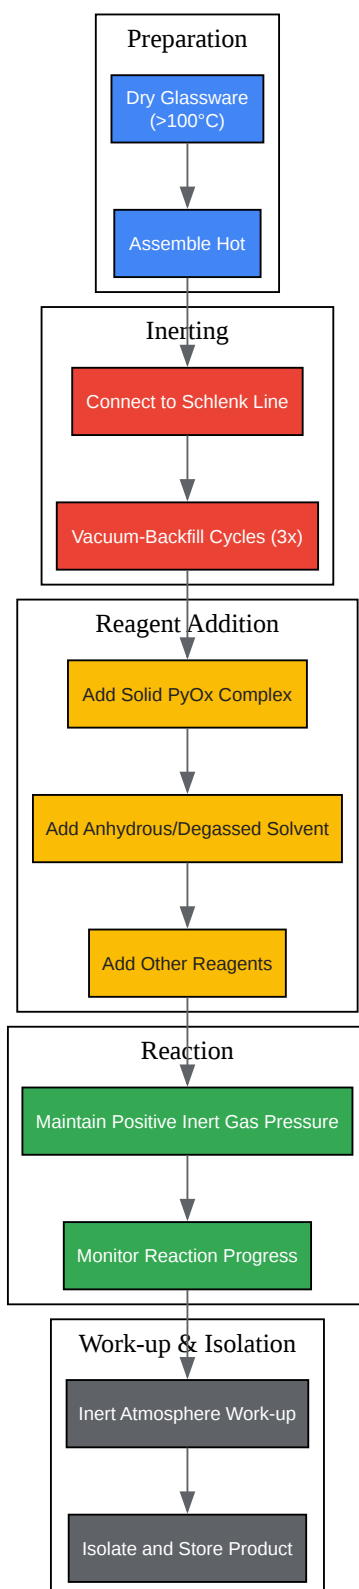 Preparation
Dry Glassware
(>100°C)
Assemble Hot
Inerting
Connect to Schlenk Line
Vacuum-Backfill Cycles (3x)
Reagent Addition
Add Solid PyOx Complex
Add Anhydrous/Degassed Solvent
Add Other Reagents
Reaction
Maintain Positive Inert Gas Pressure
Monitor Reaction Progress
Work-up & Isolation
Inert Atmosphere Work-up
Isolate and Store Product